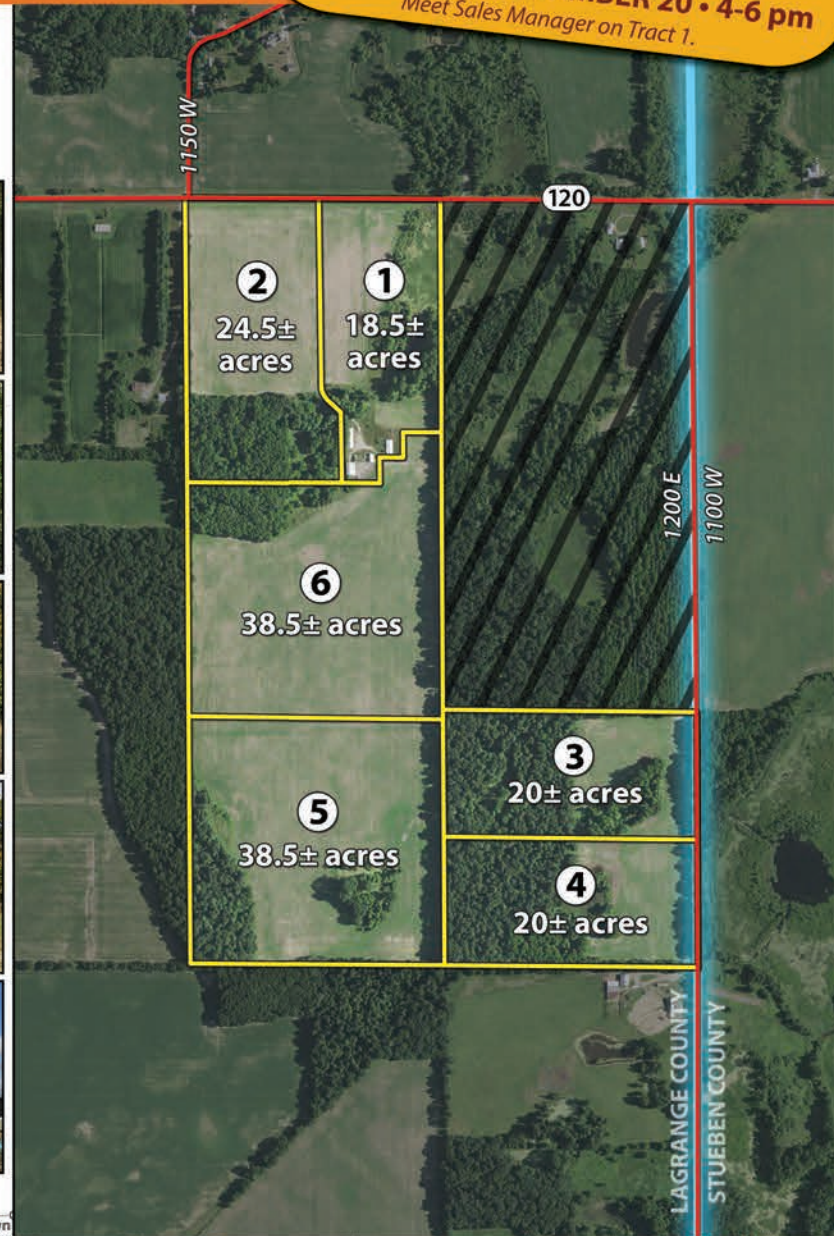 20 • 4-6 pm
Meet Sales Manager on Tract 1.
1150 W
120
2
24.5±
acres
1
18.5±
acres
1200 E
1100 W
6
38.5± acres
3
20± acres
5
38.5± acres
4
20± acres
LAGRANGE COUNTY
STUEBEN COUNTY